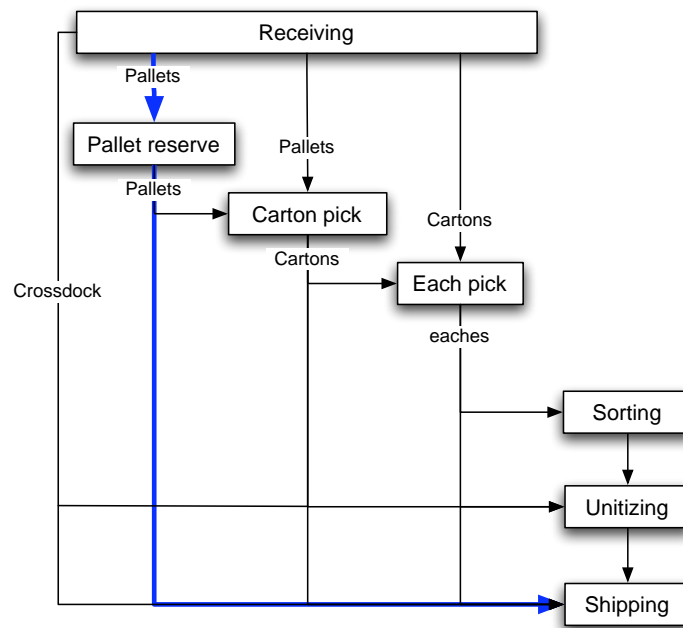 Receiving
Pallets
Pallet reserve
Pallets
Pallets
Carton pick
Cartons
Cartons
Crossdock
Each pick
eaches
Sorting
Unitizing
Shipping